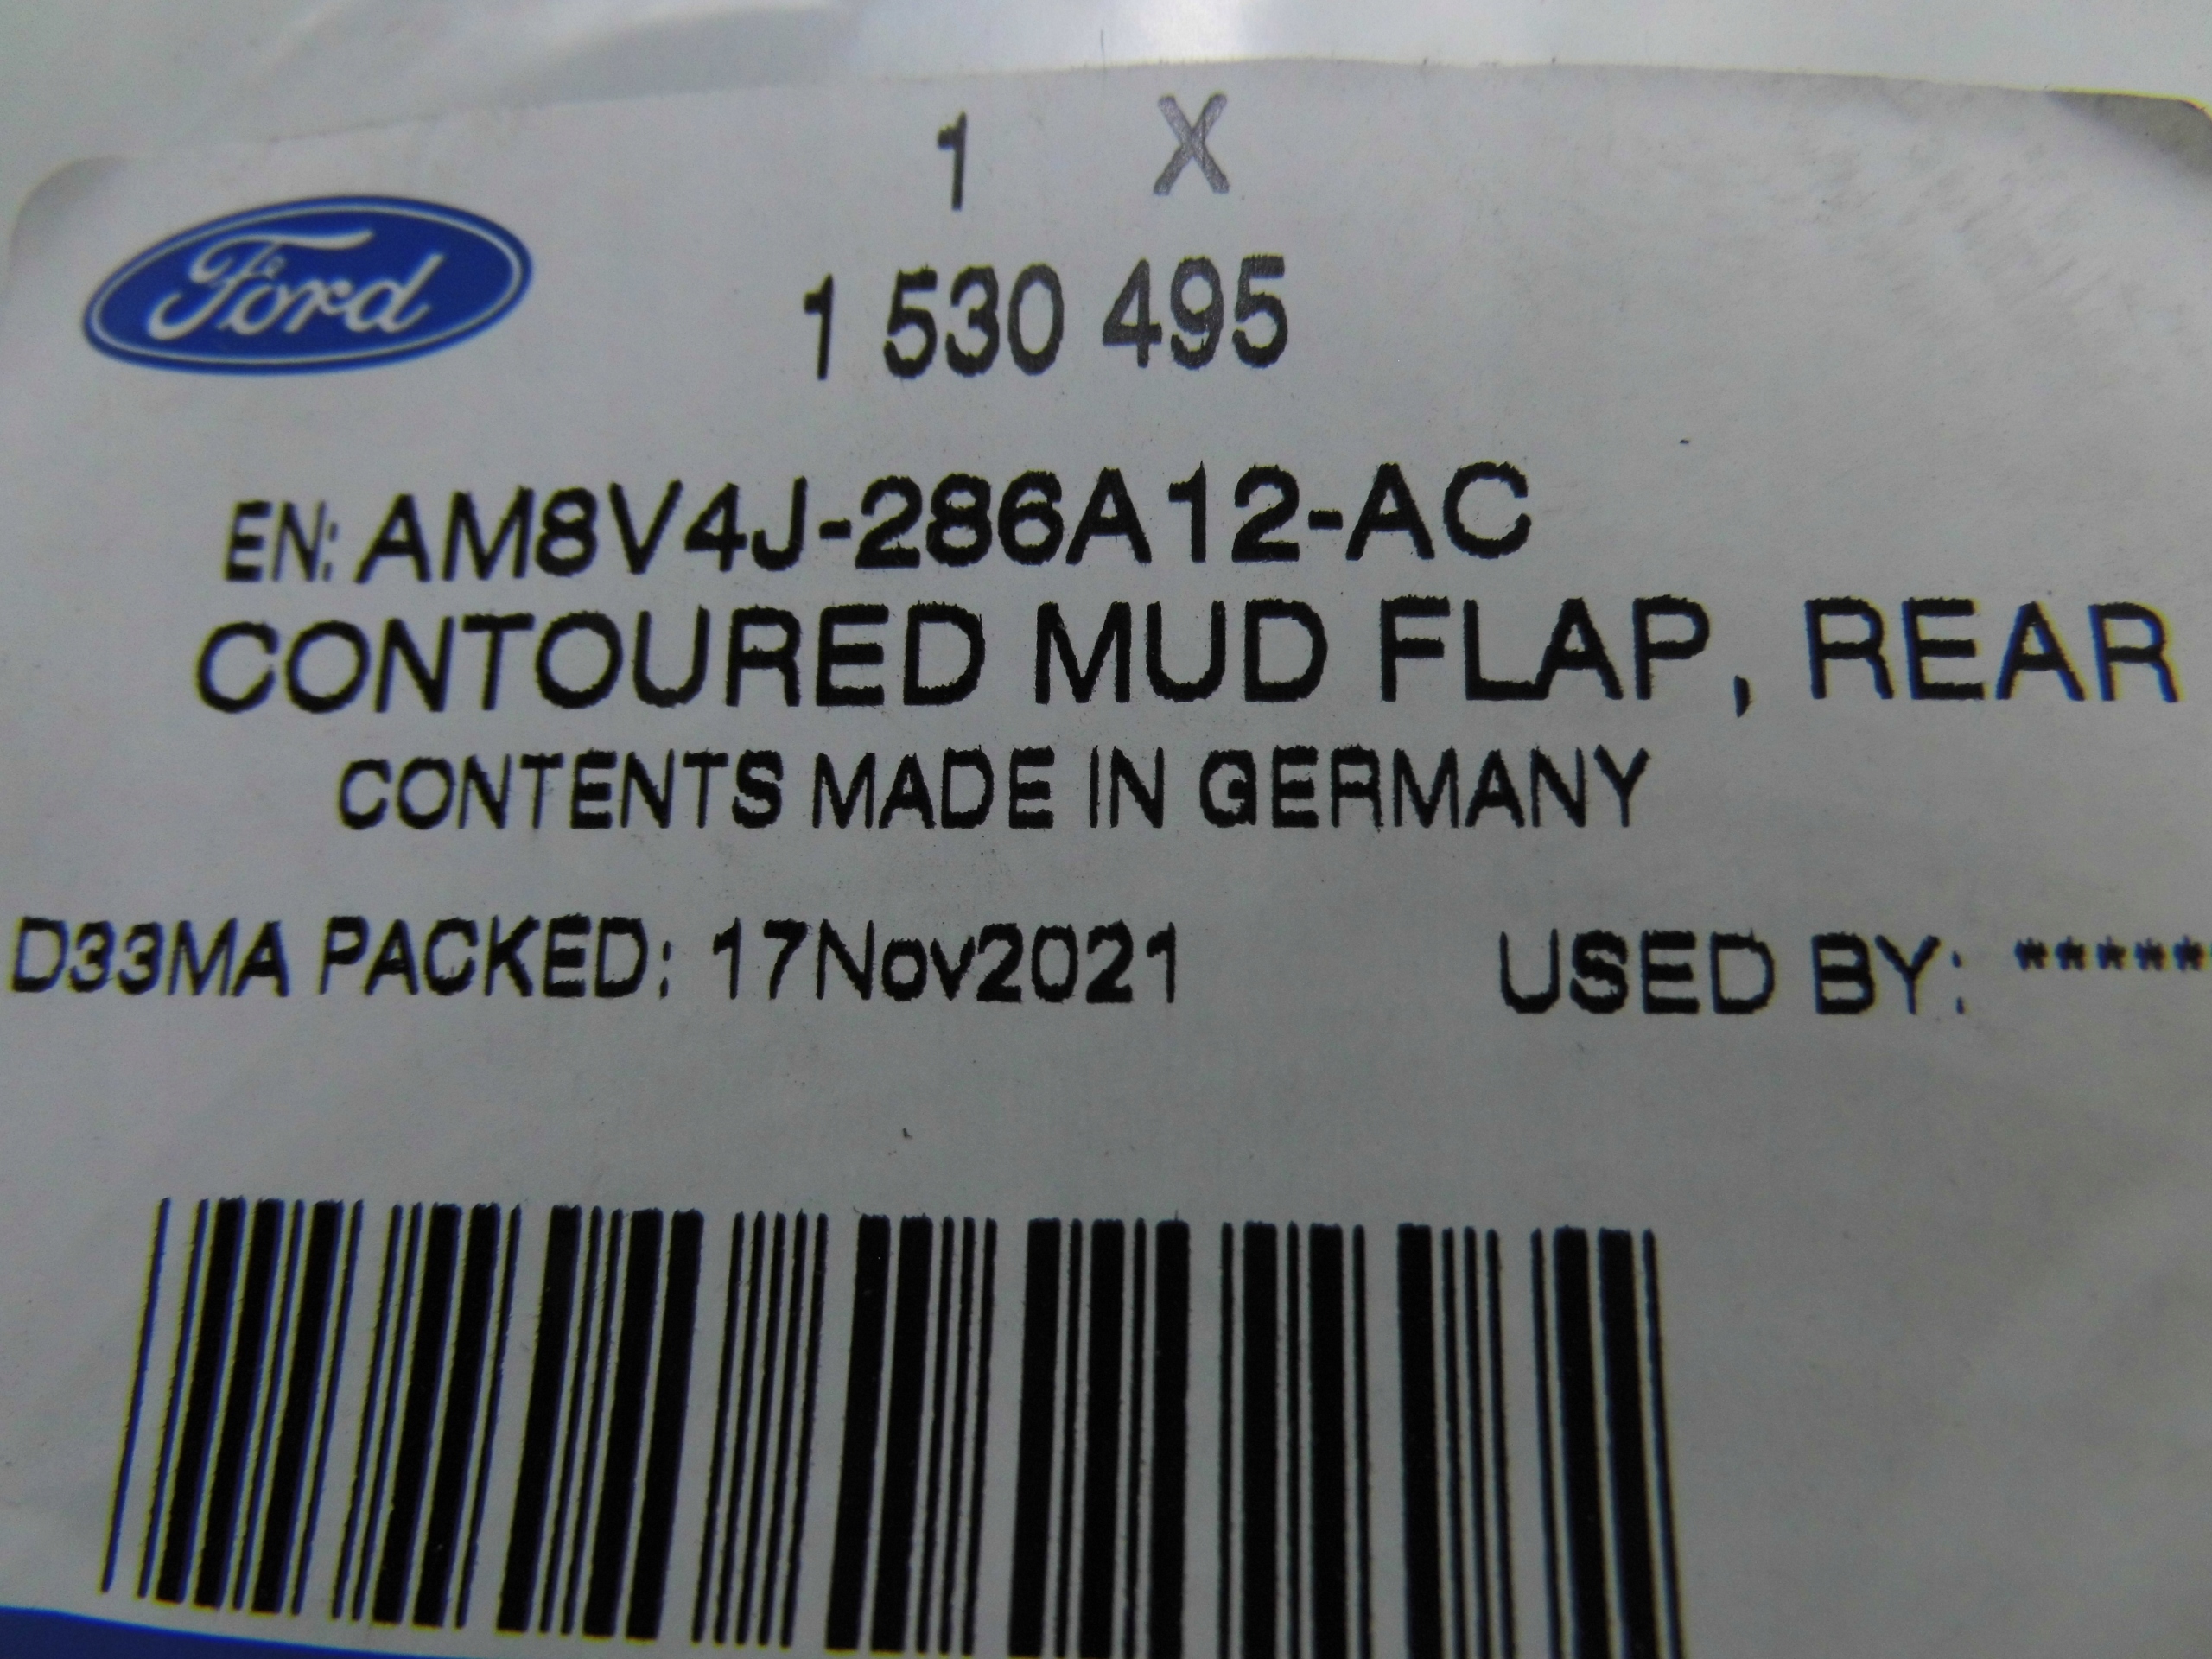 1 X
Ford
1 530 495
EN: AM8V4J-286A12-AC
CONTOURED MUD FLAP, REAR
CONTENTS MADE IN GERMANY
D33MA PACKED: 17Nov2021 USED BY: *****